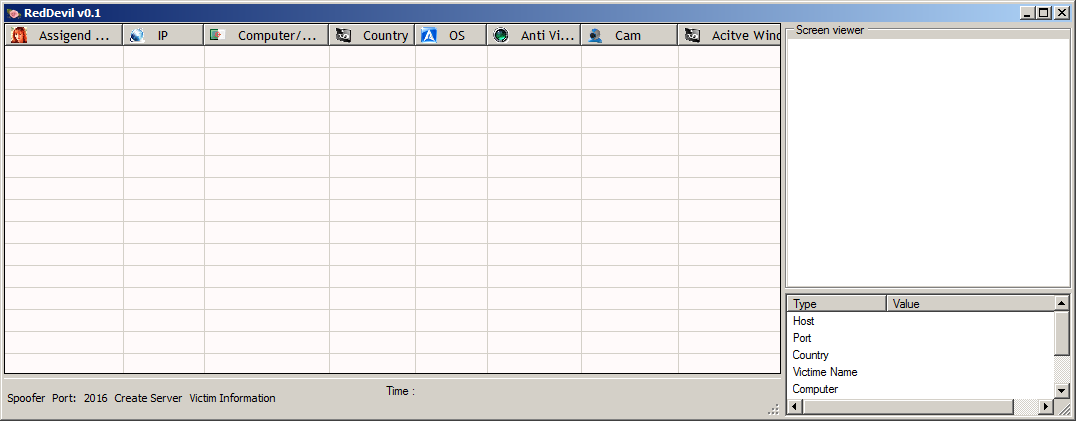 RedDevil v0.1
Assigend ... IP Computer/... Country OS Anti Vi... Cam Acitve Wind
Screen viewer
Type Value
Host
Port
Country
Victime Name
Computer
Time :
Spoofer Port: 2016 Create Server Victim Information